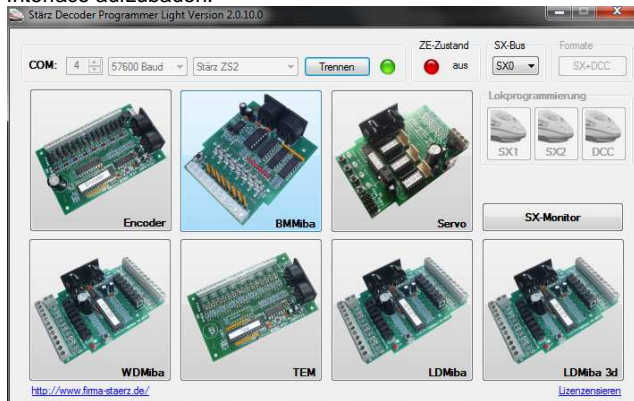 Interface aufzubauen.
Stärz Decoder Programmer Light Version 2.0.10.0
ZE-Zustand SX-Bus Formate
COM: 4 57600 Baud Stärz ZS2 Trennen aus SX0 SX+DCC
Lokprogrammierung
SX1 SX2 DCC
Encoder BMMiba Servo
SX-Monitor
WDMiba TEM LDMiba LDMiba 3d
http://www.firma-staerz.de/ Lizensieren